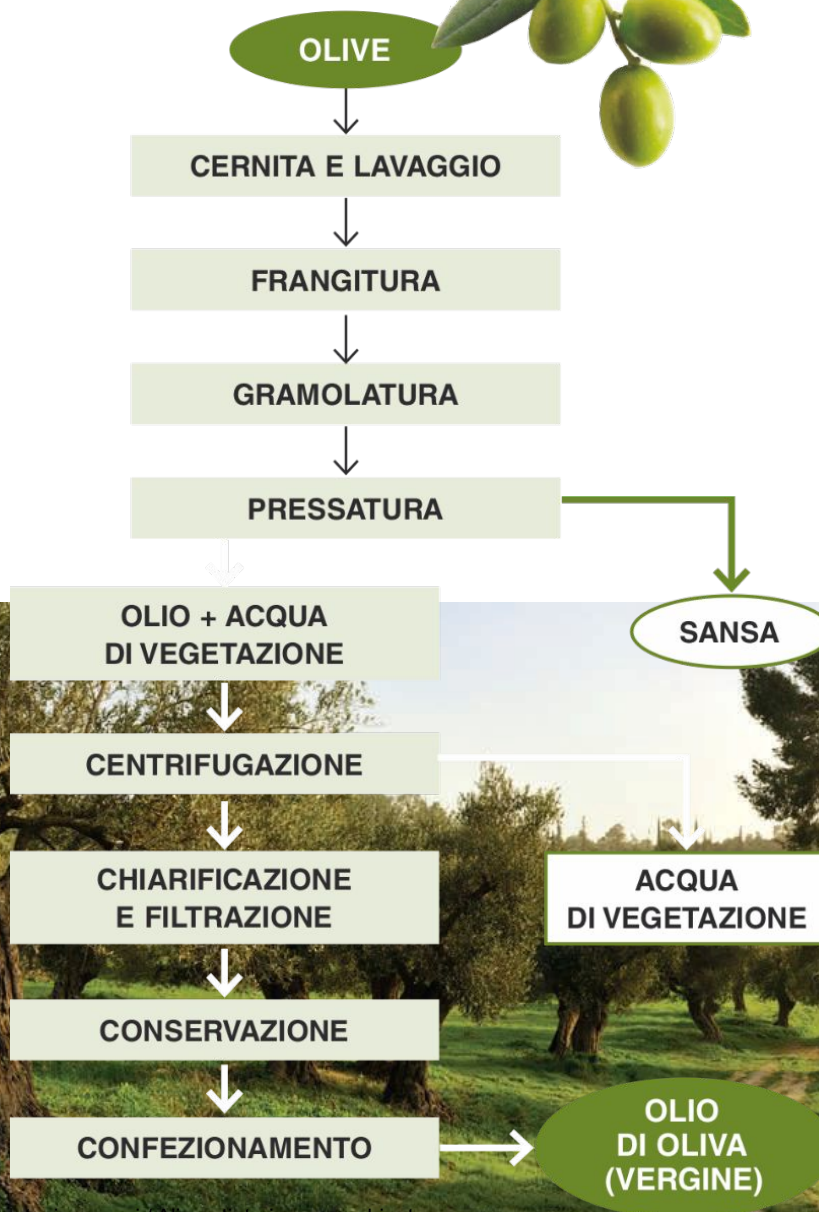 OLIVE
CERNITA E LAVAGGIO
FRANGITURA
GRAMOLATURA
PRESSATURA
OLIO + ACQUA
DI VEGETAZIONE
SANSA
CENTRIFUGAZIONE
CHIARIFICAZIONE
E FILTRAZIONE
ACQUA
DI VEGETAZIONE
CONSERVAZIONE
CONFEZIONAMENTO
OLIO
DI OLIVA
(VERGINE)